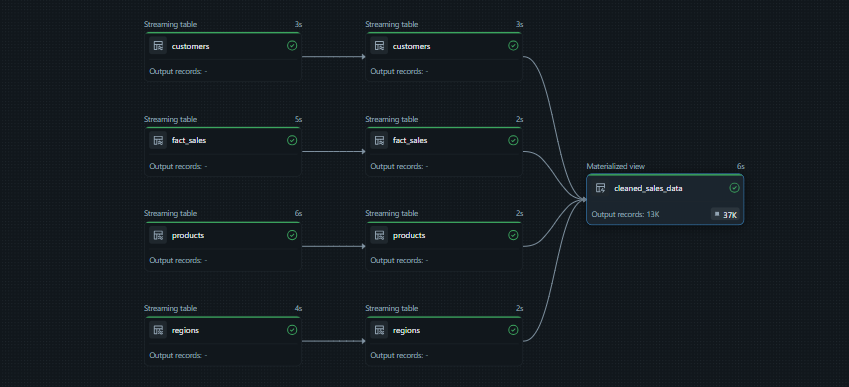 Streaming table 3s
customers
Output records: -
Streaming table 3s
customers
Output records: -
Streaming table 5s
fact_sales
Output records: -
Streaming table 2s
fact_sales
Output records: -
Materialized view 6s
cleaned_sales_data
Output records: 13K 37K
Streaming table 6s
products
Output records: -
Streaming table 2s
products
Output records: -
Streaming table 4s
regions
Output records: -
Streaming table 2s
regions
Output records: -